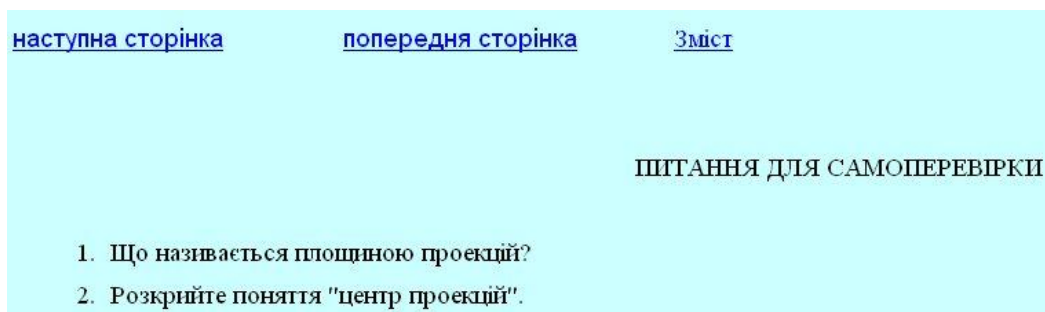 наступна сторінка попередня сторінка Зміст
ПИТАННЯ ДЛЯ САМОПЕРЕВІРКИ
1. Що називається площиною проекцій?
2. Розкрийте поняття "центр проекцій".